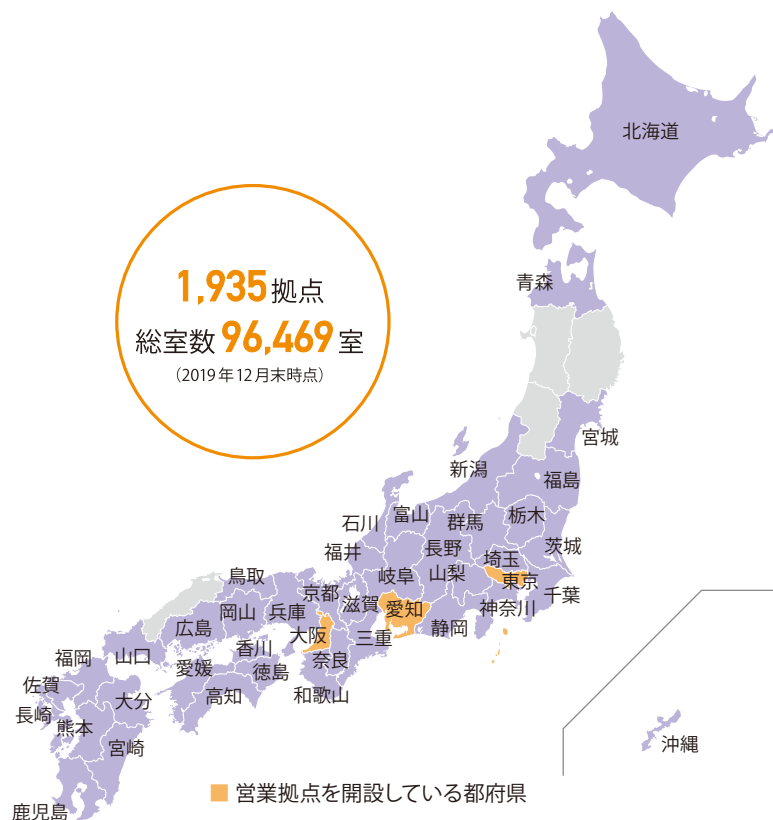 北海道
1,935拠点
総室数 96,469室
（2019年12月末時点）
青森
宮城
新潟
福島
石川
富山
群馬
栃木
福井
長野
埼玉
茨城
鳥取
京都
滋賀
岐阜
山梨
東京
千葉
岡山
兵庫
愛知
神奈川
広島
大阪
三重
静岡
福岡
山口
愛媛
香川
奈良
佐賀
大分
高知
徳島
和歌山
長崎
熊本
宮崎
沖縄
鹿児島
営業拠点を開設している都府県